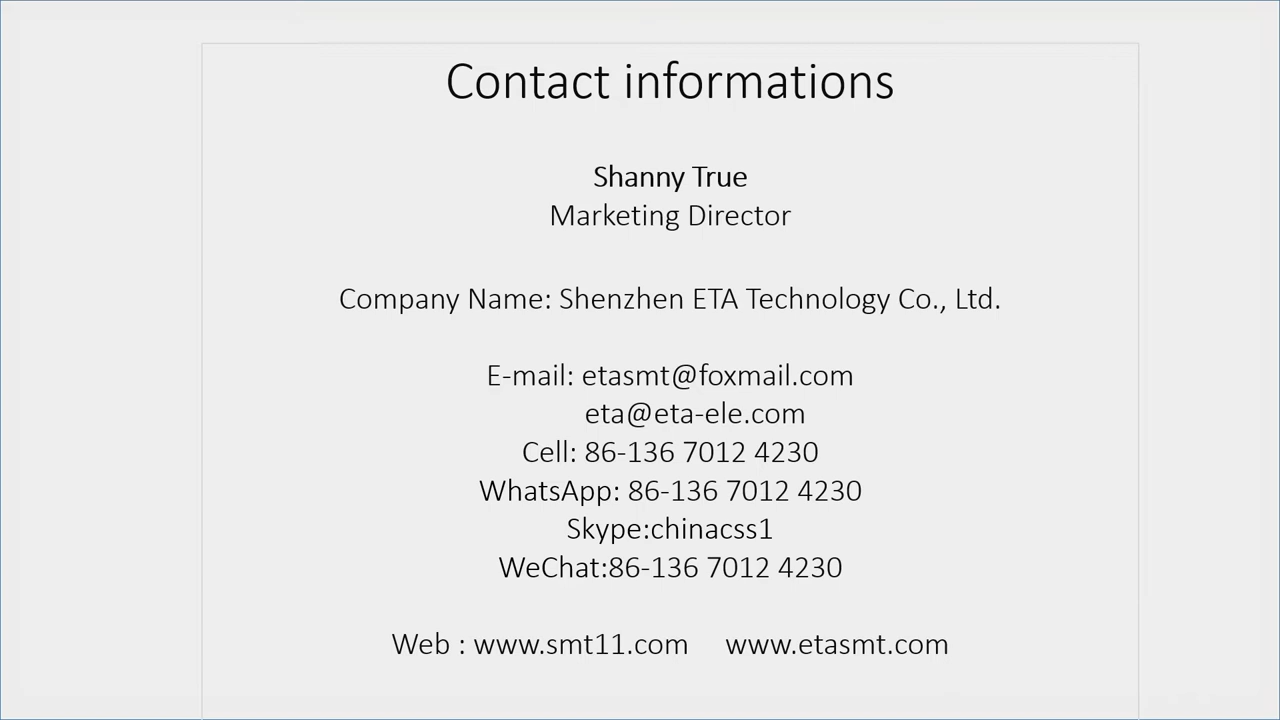 Contact informations
Shanny True
Marketing Director
Company Name: Shenzhen ETA Technology Co., Ltd.
E-mail: etasmt@foxmail.com
eta@eta-ele.com
Cell: 86-136 7012 4230
WhatsApp: 86-136 7012 4230
Skype:chinacss1
WeChat:86-136 7012 4230
Web : www.smt11.com www.etasmt.com